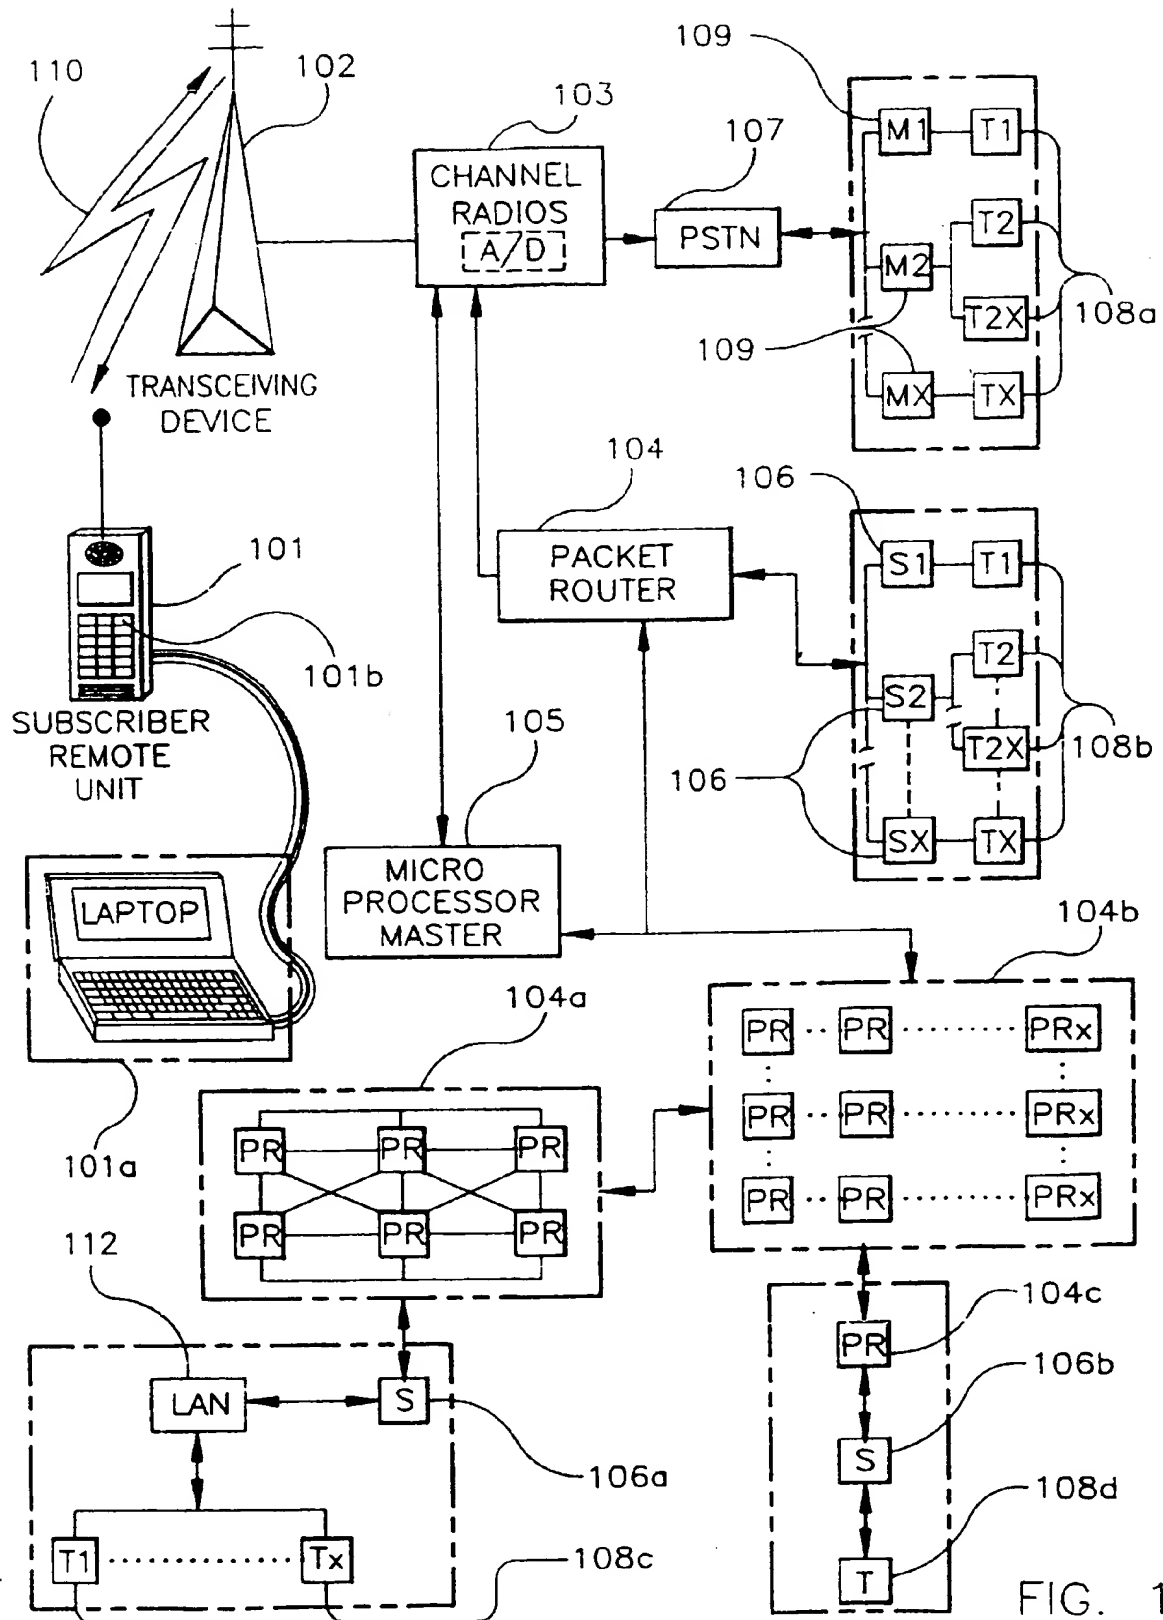 110
102
109
103
107
M1
T1
CHANNEL
RADIOS
A/D
PSTN
T2
M2
T2X
108a
109
MX
TX
TRANSCEIVING
DEVICE
104
106
PACKET
ROUTER
S1
T1
101
101b
T2
S2
SUBSCRIBER
REMOTE
UNIT
105
T2X
108b
106
SX
TX
MICRO
PROCESSOR
MASTER
LAPTOP
104b
104a
PR PR PRx
PR PR PRx
PR PR PRx
101a
PR PR PR
PR PR PR
112
104c
PR
LAN
S
106b
106a
S
108d
T1
Tx
108c
T
FIG. 1